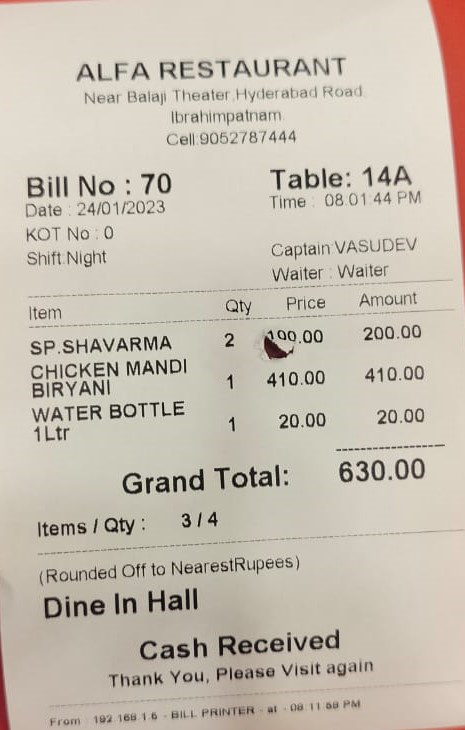 ALFA RESTAURANT
Near Balaji Theater,Hyderabad Road,
Ibrahimpatnam.
Cell:9052787444
Bill No : 70 Table: 14A
Date : 24/01/2023 Time : 08:01:44 PM
KOT No : 0
Shift:Night Captain:VASUDEV
Waiter : Waiter
Item Qty Price Amount
SP.SHAVARMA 2 100.00 200.00
CHICKEN MANDI
BIRYANI 1 410.00 410.00
WATER BOTTLE
1Ltr 1 20.00 20.00
Grand Total: 630.00
Items / Qty : 3 / 4
(Rounded Off to NearestRupees)
Dine In Hall
Cash Received
Thank You, Please Visit again
From : 192.168.1.6 - BILL PRINTER - at - 08:11:58 PM